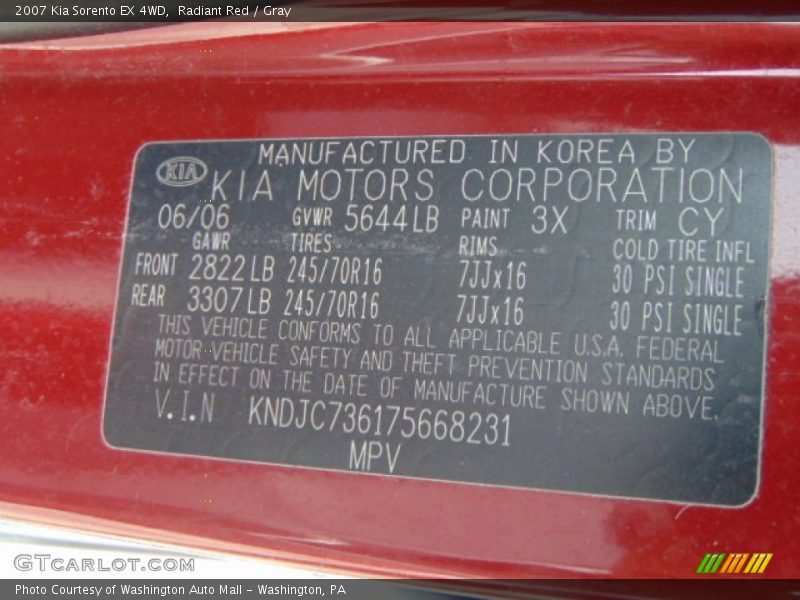 2007 Kia Sorento EX 4WD, Radiant Red / Gray
MANUFACTURED IN KOREA BY
KIA KIA MOTORS CORPORATION
06/06 GVWR 5644LB PAINT 3X TRIM CY
GAWR TIRES RIMS COLD TIRE INFL
FRONT 2822LB 245/70R16 7JJx16 30 PSI SINGLE
REAR 3307LB 245/70R16 7JJx16 30 PSI SINGLE
THIS VEHICLE CONFORMS TO ALL APPLICABLE U.S.A. FEDERAL
MOTOR-VEHICLE SAFETY AND THEFT PREVENTION STANDARDS
IN EFFECT ON THE DATE OF MANUFACTURE SHOWN ABOVE.
V.I.N KNDJC736175668231
MPV
GTCARLOT.COM
Photo Courtesy of Washington Auto Mall - Washington, PA